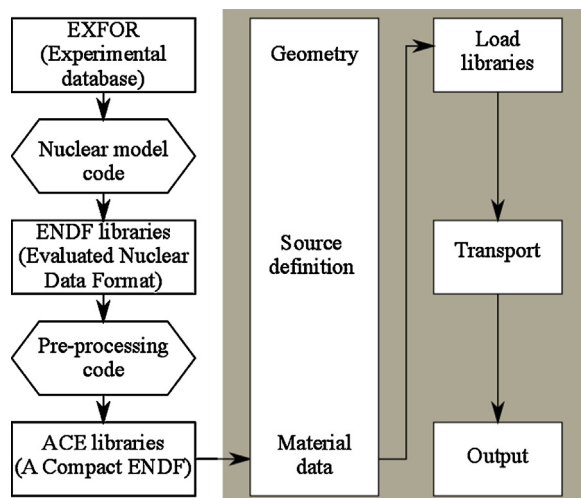 EXFOR
(Experimental
database)
Nuclear model
code
ENDF libraries
(Evaluated Nuclear
Data Format)
Pre-processing
code
ACE libraries
(A Compact ENDF)
Geometry
Source
definition
Material
data
Load
libraries
Transport
Output